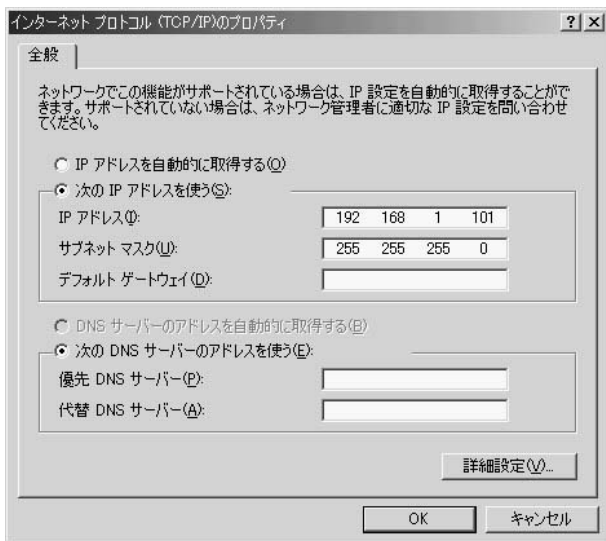 インターネット プロトコル (TCP/IP)のプロパティ
全般
ネットワークでこの機能がサポートされている場合は、IP 設定を自動的に取得することがで
きます。サポートされていない場合は、ネットワーク管理者に適切な IP 設定を問い合わせ
てください。
IP アドレスを自動的に取得する(O)
次の IP アドレスを使う(S):
IP アドレス(I): 192 168 1 101
サブネット マスク(U): 255 255 255 0
デフォルト ゲートウェイ(D):
DNS サーバーのアドレスを自動的に取得する(B)
次の DNS サーバーのアドレスを使う(E):
優先 DNS サーバー(P):
代替 DNS サーバー(A):
詳細設定(V)...
OK キャンセル